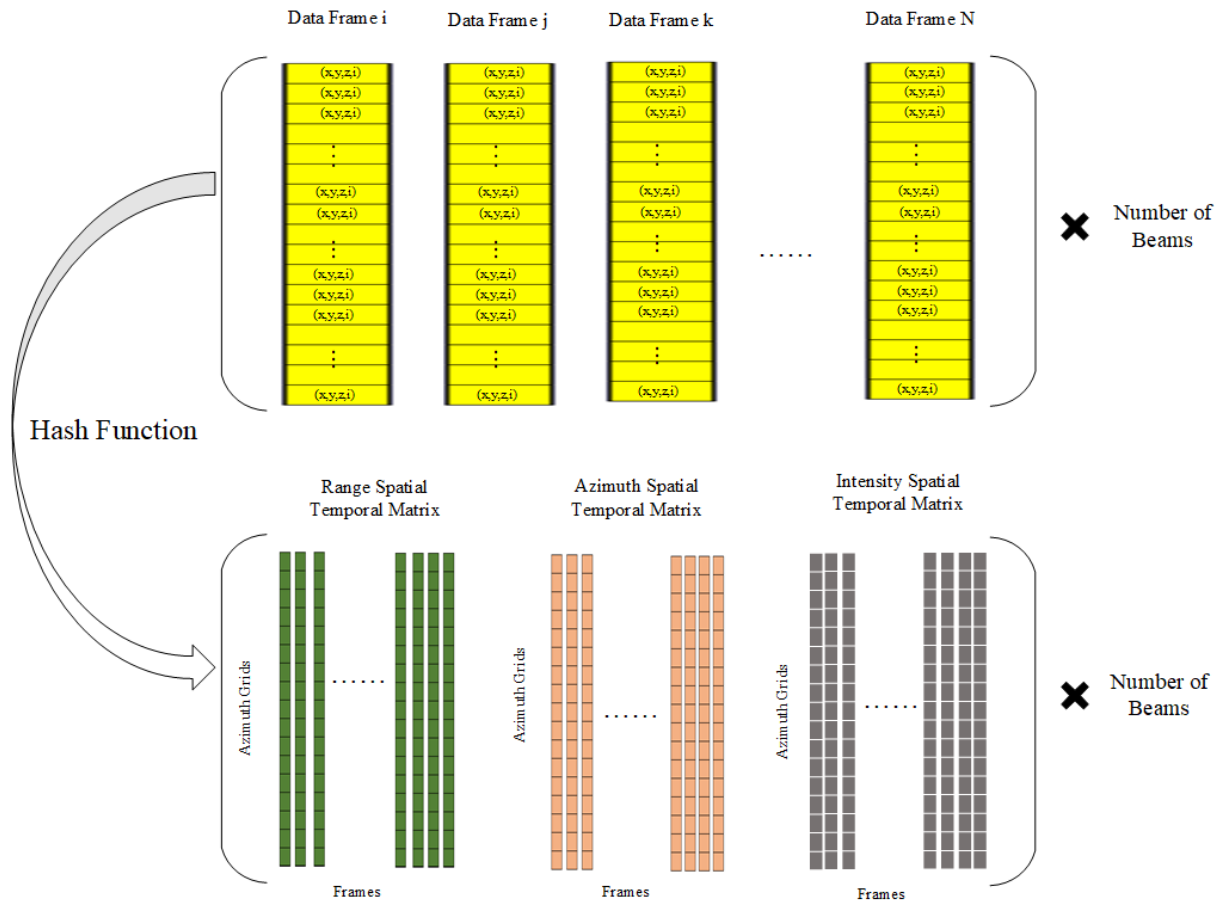 Data Frame i
Data Frame j
Data Frame k
Data Frame N
(x,y,z,i)
(x,y,z,i)
(x,y,z,i)
⋮
(x,y,z,i)
(x,y,z,i)
⋮
(x,y,z,i)
(x,y,z,i)
(x,y,z,i)
⋮
(x,y,z,i)
(x,y,z,i)
(x,y,z,i)
(x,y,z,i)
⋮
(x,y,z,i)
(x,y,z,i)
⋮
(x,y,z,i)
(x,y,z,i)
(x,y,z,i)
⋮
(x,y,z,i)
(x,y,z,i)
(x,y,z,i)
(x,y,z,i)
⋮
(x,y,z,i)
(x,y,z,i)
⋮
(x,y,z,i)
(x,y,z,i)
(x,y,z,i)
⋮
(x,y,z,i)
......
(x,y,z,i)
(x,y,z,i)
(x,y,z,i)
⋮
(x,y,z,i)
(x,y,z,i)
⋮
(x,y,z,i)
(x,y,z,i)
(x,y,z,i)
⋮
(x,y,z,i)
✖
Number of
Beams
Hash Function
Range Spatial
Temporal Matrix
Azimuth Spatial
Temporal Matrix
Intensity Spatial
Temporal Matrix
Azimuth Grids
......
Azimuth Grids
......
Azimuth Grids
......
✖
Number of
Beams
Frames
Frames
Frames